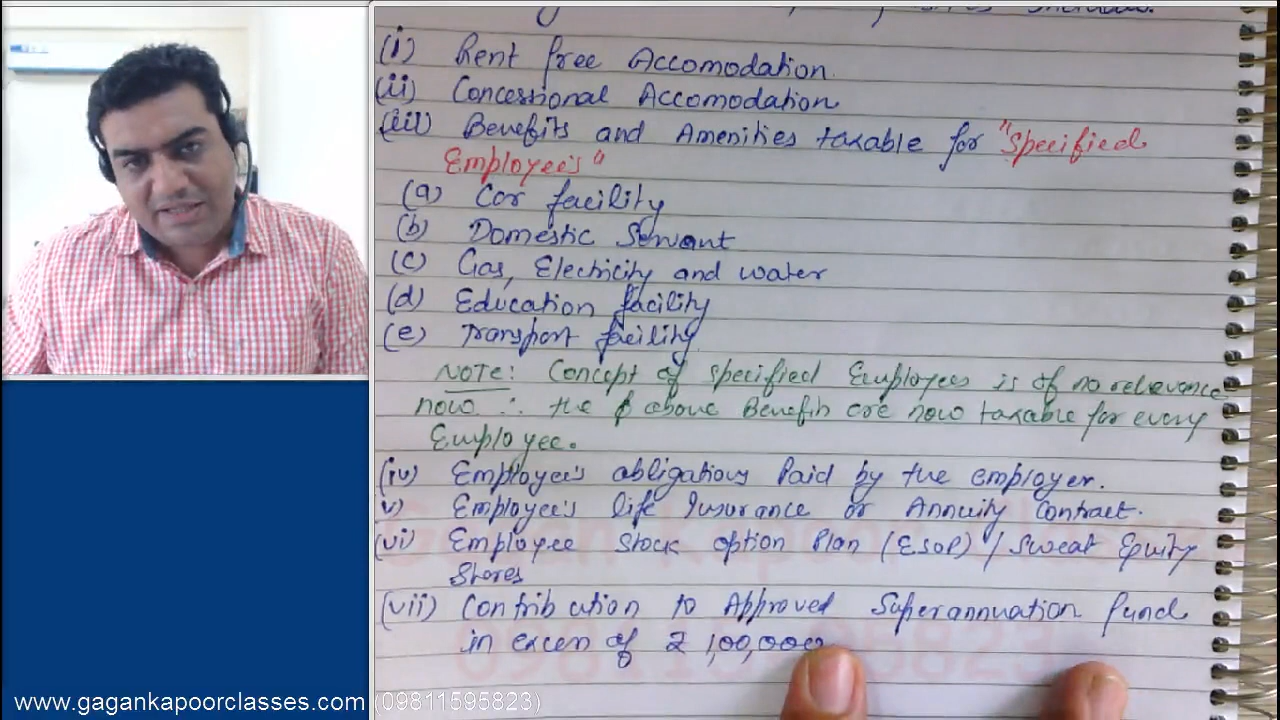 (i) Rent free Accomodation.
(ii) Concessional Accomodation
(iii) Benefits and Amenities taxable for "Specified
Employee's"
(a) Car facility
(b) Domestic Servant
(c) Gas, Electricity and water
(d) Education facility
(e) Transport facility
NOTE: Concept of specified Employees is of no relevance
now ∴ the above Benefits are now taxable for every
Employee.
(iv) Employee's obligations Paid by the employer.
v) Employee's life Insurance or Annuity Contract.
(vi) Employee Stock option Plan (ESOP) / Sweat Equity
Shares
(vii) Contribution to Approved Superannuation fund
in excess of ₹ 1,00,000
www.gagankapoorclasses.com (09811595823)